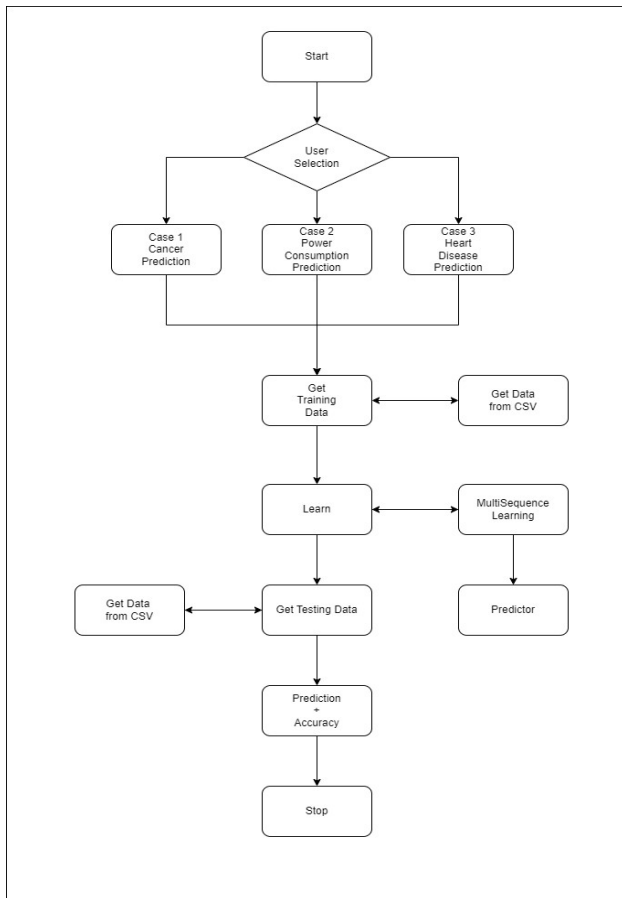 Start
User
Selection
Case 1
Cancer
Prediction
Case 2
Power
Consumption
Prediction
Case 3
Heart
Disease
Prediction
Get
Training
Data
Get Data
from CSV
Learn
MultiSequence
Learning
Get Data
from CSV
Get Testing Data
Predictor
Prediction
+
Accuracy
Stop